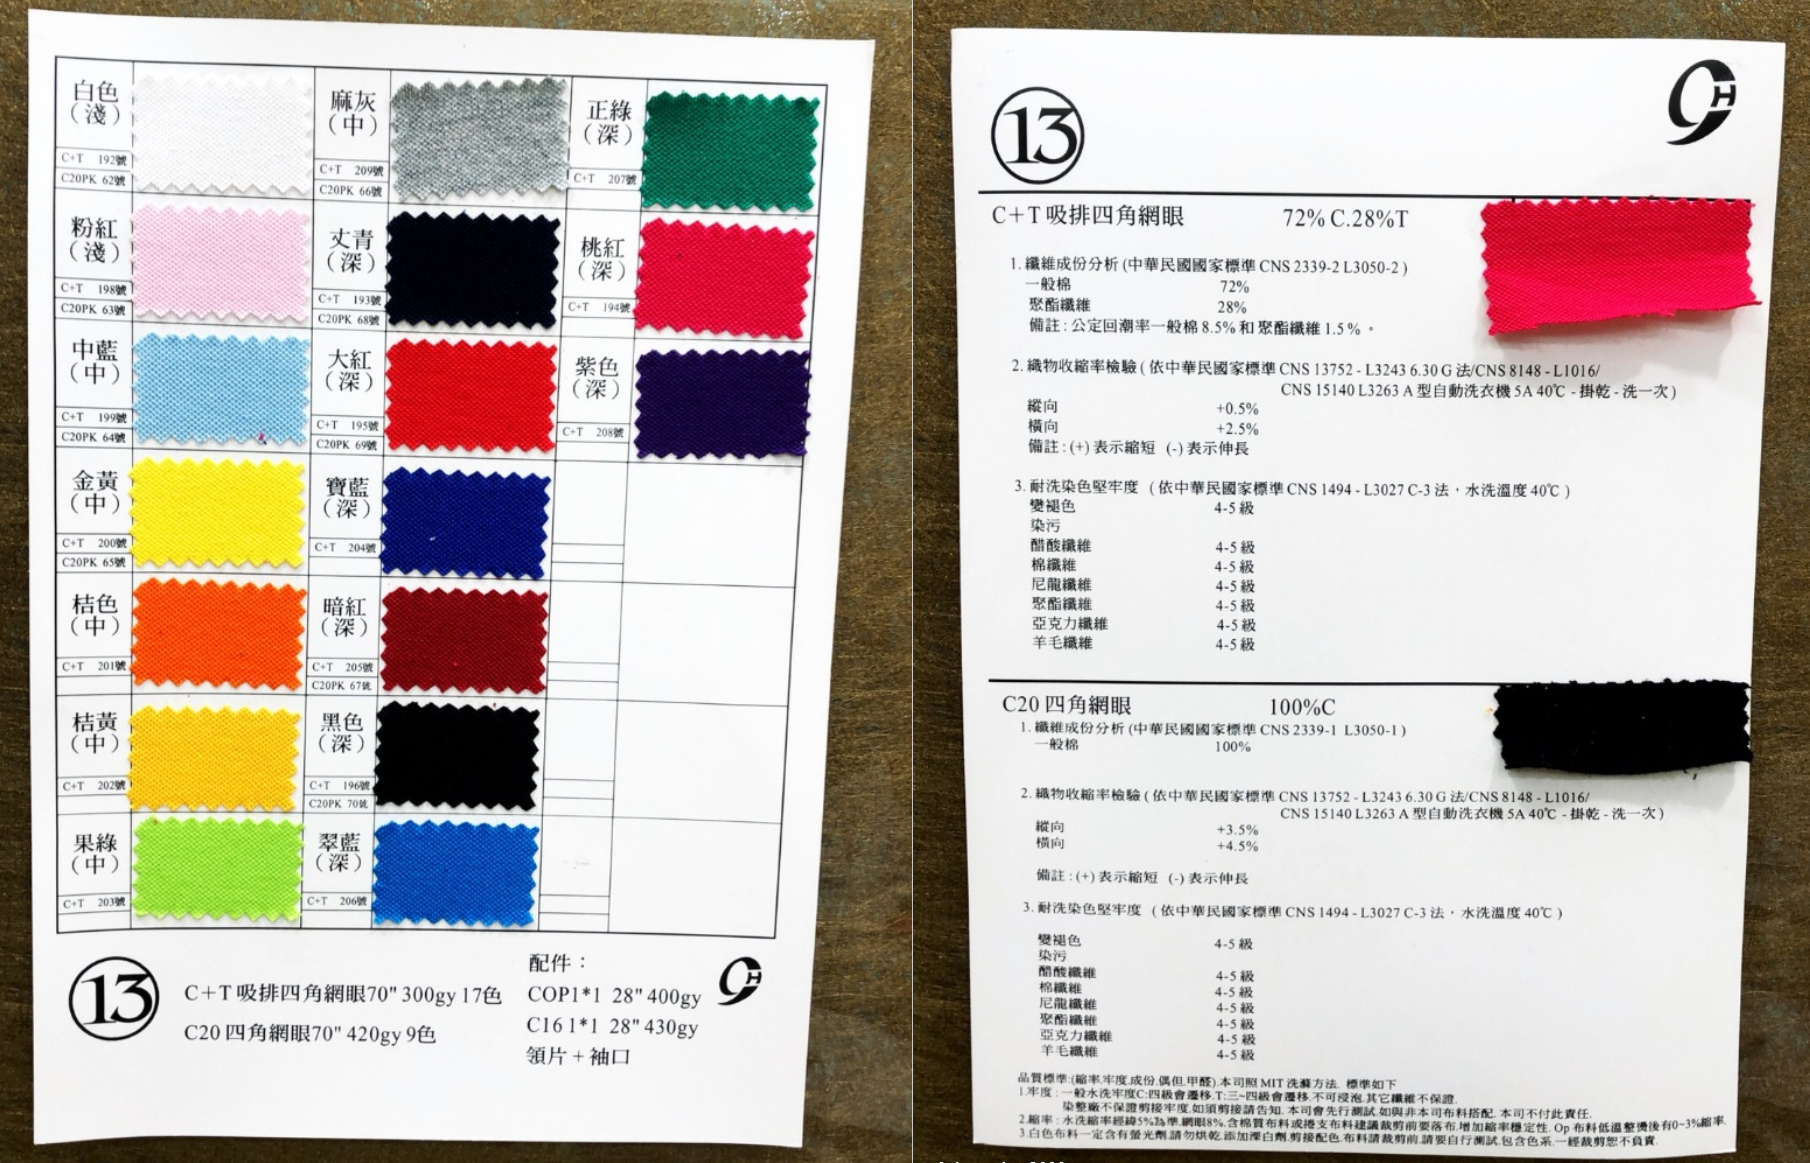 白色
(淺)
C+T 192號
C20PK 62號
麻灰
(中)
C+T 209號
C20PK 66號
正綠
(深)
C+T 207號
粉紅
(淺)
C+T 198號
C20PK 63號
丈青
(深)
C+T 193號
C20PK 68號
桃紅
(深)
C+T 194號
中藍
(中)
C+T 199號
C20PK 64號
大紅
(深)
C+T 195號
C20PK 69號
紫色
(深)
C+T 208號
金黃
(中)
C+T 200號
C20PK 65號
寶藍
(深)
C+T 204號
桔色
(中)
C+T 201號
暗紅
(深)
C+T 205號
C20PK 67號
桔黃
(中)
C+T 202號
黑色
(深)
C+T 196號
C20PK 70號
果綠
(中)
C+T 203號
翠藍
(深)
C+T 206號
13
C+T吸排四角網眼70" 300gy 17色
C20 四角網眼70" 420gy 9色
配件：
COP1*1 28" 400gy
C16 1*1 28" 430gy
領片+袖口
9H
13
9H
C+T吸排四角網眼 72% C.28%T
1. 纖維成份分析(中華民國國家標準 CNS 2339-2 L3050-2)
一般棉 72%
聚酯纖維 28%
備註:公定回潮率一般棉 8.5% 和 聚酯纖維 1.5%。
2. 織物收縮率檢驗(依中華民國家標準 CNS 13752 - L3243 6.30 G 法/CNS 8148 - L1016/
CNS 15140 L3263 A 型自動洗衣機 5A 40℃ - 掛乾 - 洗一次)
縱向 +0.5%
橫向 +2.5%
備註:(+)表示縮短 (-)表示伸長
3. 耐洗染色堅牢度 (依中華民國家標準 CNS 1494 - L3027 C-3 法，水洗溫度 40℃)
變褪色 4-5 級
染污
醋酸纖維 4-5 級
棉纖維 4-5 級
尼龍纖維 4-5 級
聚酯纖維 4-5 級
亞克力纖維 4-5 級
羊毛纖維 4-5 級
C20 四角網眼 100%C
1. 纖維成份分析(中華民國國家標準 CNS 2339-1 L3050-1)
一般棉 100%
2. 織物收縮率檢驗(依中華民國家標準 CNS 13752 - L3243 6.30 G 法/CNS 8148 - L1016/
CNS 15140 L3263 A 型自動洗衣機 5A 40℃ - 掛乾 - 洗一次)
縱向 +3.5%
橫向 +4.5%
備註:(+)表示縮短 (-)表示伸長
3. 耐洗染色堅牢度 (依中華民國家標準 CNS 1494 - L3027 C-3 法，水洗溫度 40℃)
變褪色 4-5 級
染污
醋酸纖維 4-5 級
棉纖維 4-5 級
尼龍纖維 4-5 級
聚酯纖維 4-5 級
亞克力纖維 4-5 級
羊毛纖維 4-5 級
品質標準:(縮率.牢度.成份.偶但.甲醛).本司照 MIT 洗滌方法. 標準如下
1.牢度:一般水洗牢度C:四級會遷移.T:三~四級會遷移.不可浸泡.其它纖維不保證.
染整廠不保證剪接牢度.如須剪接請告知.本司會先行測試.如與非本司布料搭配.本司不付此責任.
2.縮率:水洗縮率經緯5%為準.網眼8%.含棉質布料或捲支布料建議裁剪前要落布.增加縮率穩定性. Op 布料低溫整燙後有0~3%縮率.
3.白色布料一定含有螢光劑.請勿烘乾.添加漂白劑.剪接配色.布料請裁剪前.請要自行測試.包含色系.一經裁剪恕不負責.